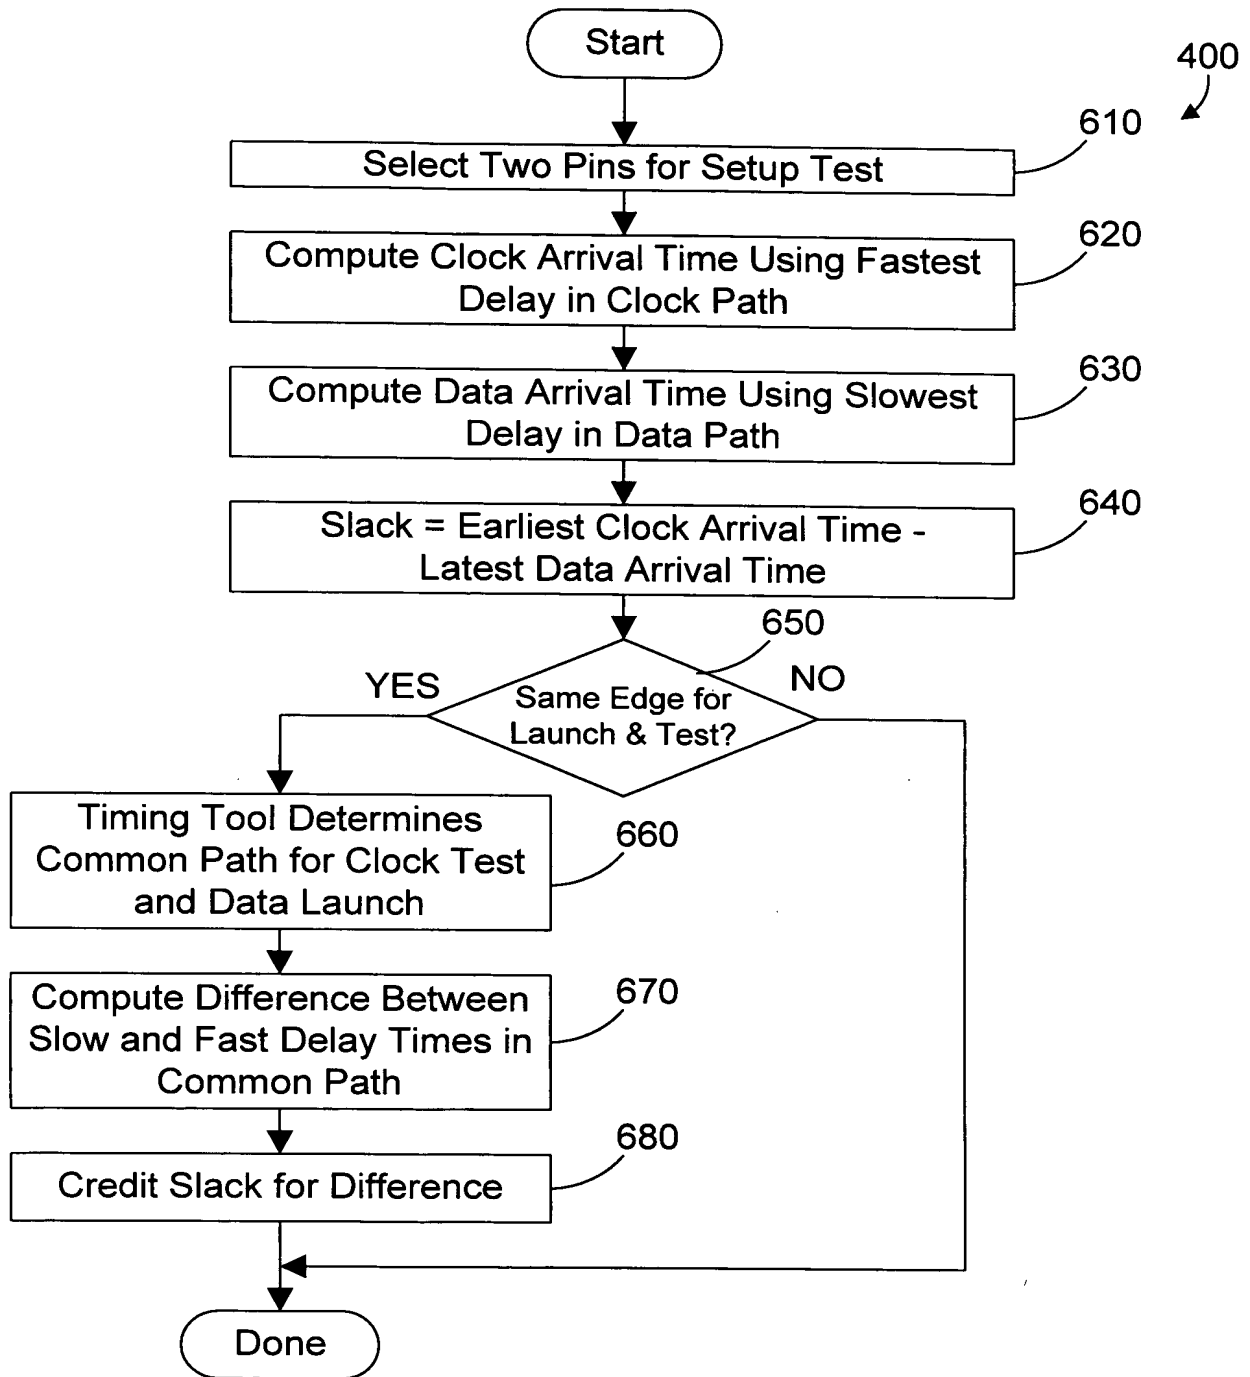 Start
400
610
Select Two Pins for Setup Test
620
Compute Clock Arrival Time Using Fastest
Delay in Clock Path
630
Compute Data Arrival Time Using Slowest
Delay in Data Path
640
Slack = Earliest Clock Arrival Time -
Latest Data Arrival Time
650
YES
NO
Same Edge for
Launch & Test?
Timing Tool Determines
Common Path for Clock Test
and Data Launch
660
Compute Difference Between
Slow and Fast Delay Times in
Common Path
670
680
Credit Slack for Difference
Done